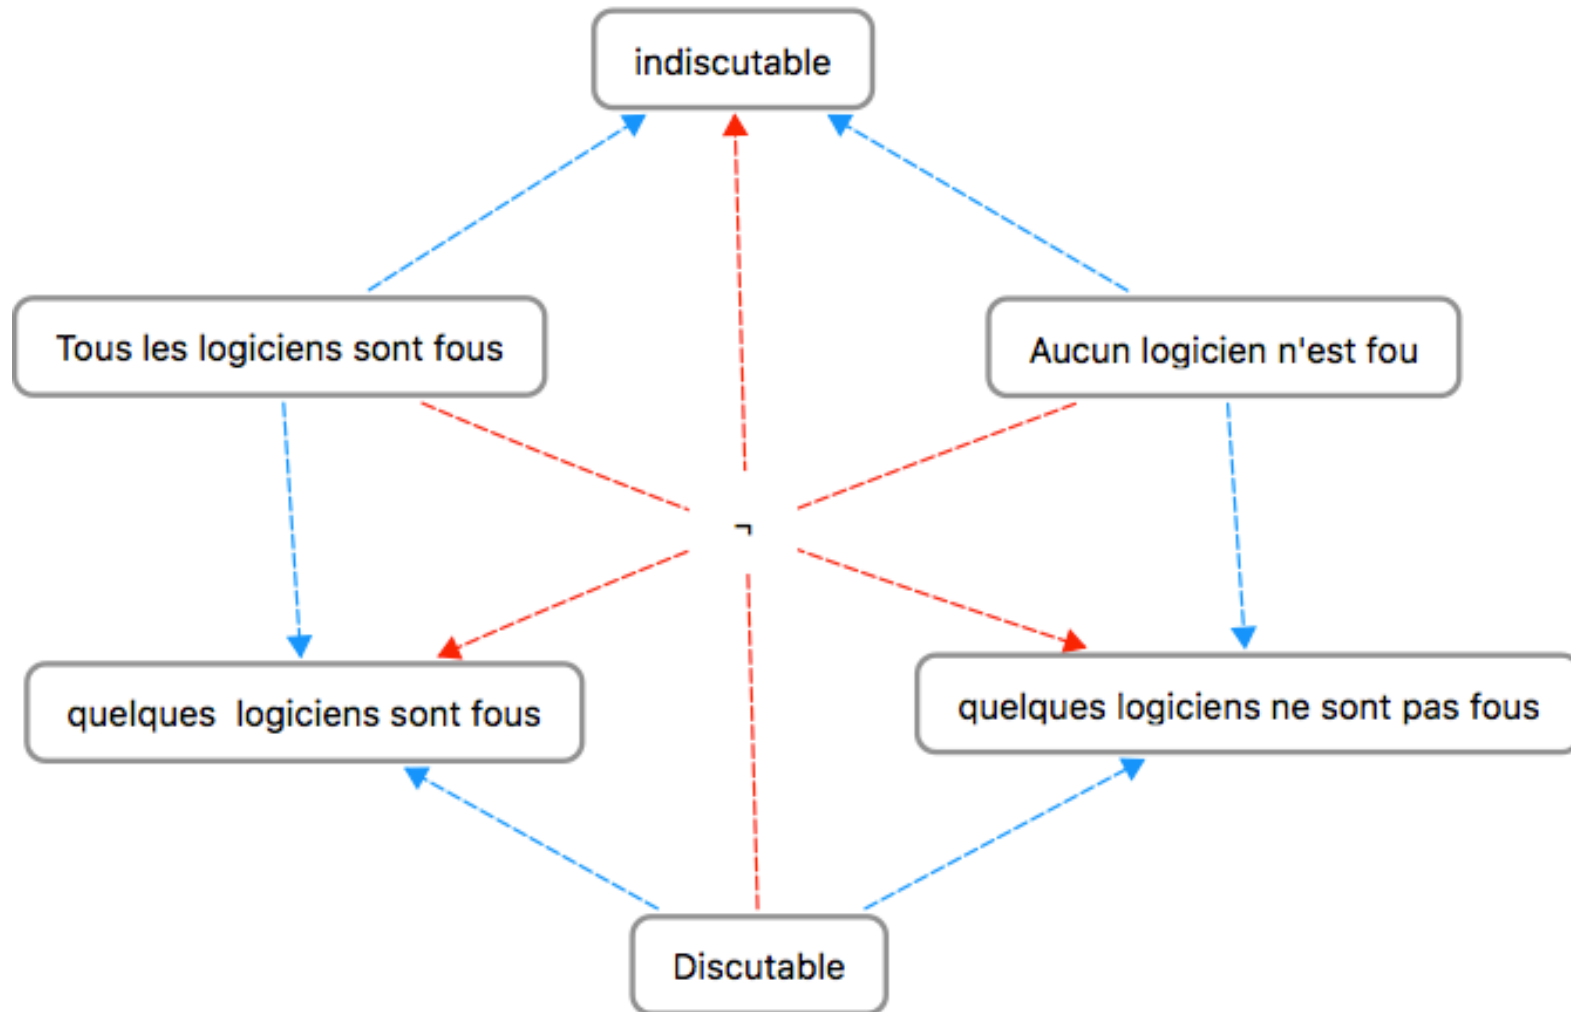 indiscutable
Tous les logiciens sont fous
Aucun logicien n'est fou
¬
quelques  logiciens sont fous
quelques logiciens ne sont pas fous
Discutable